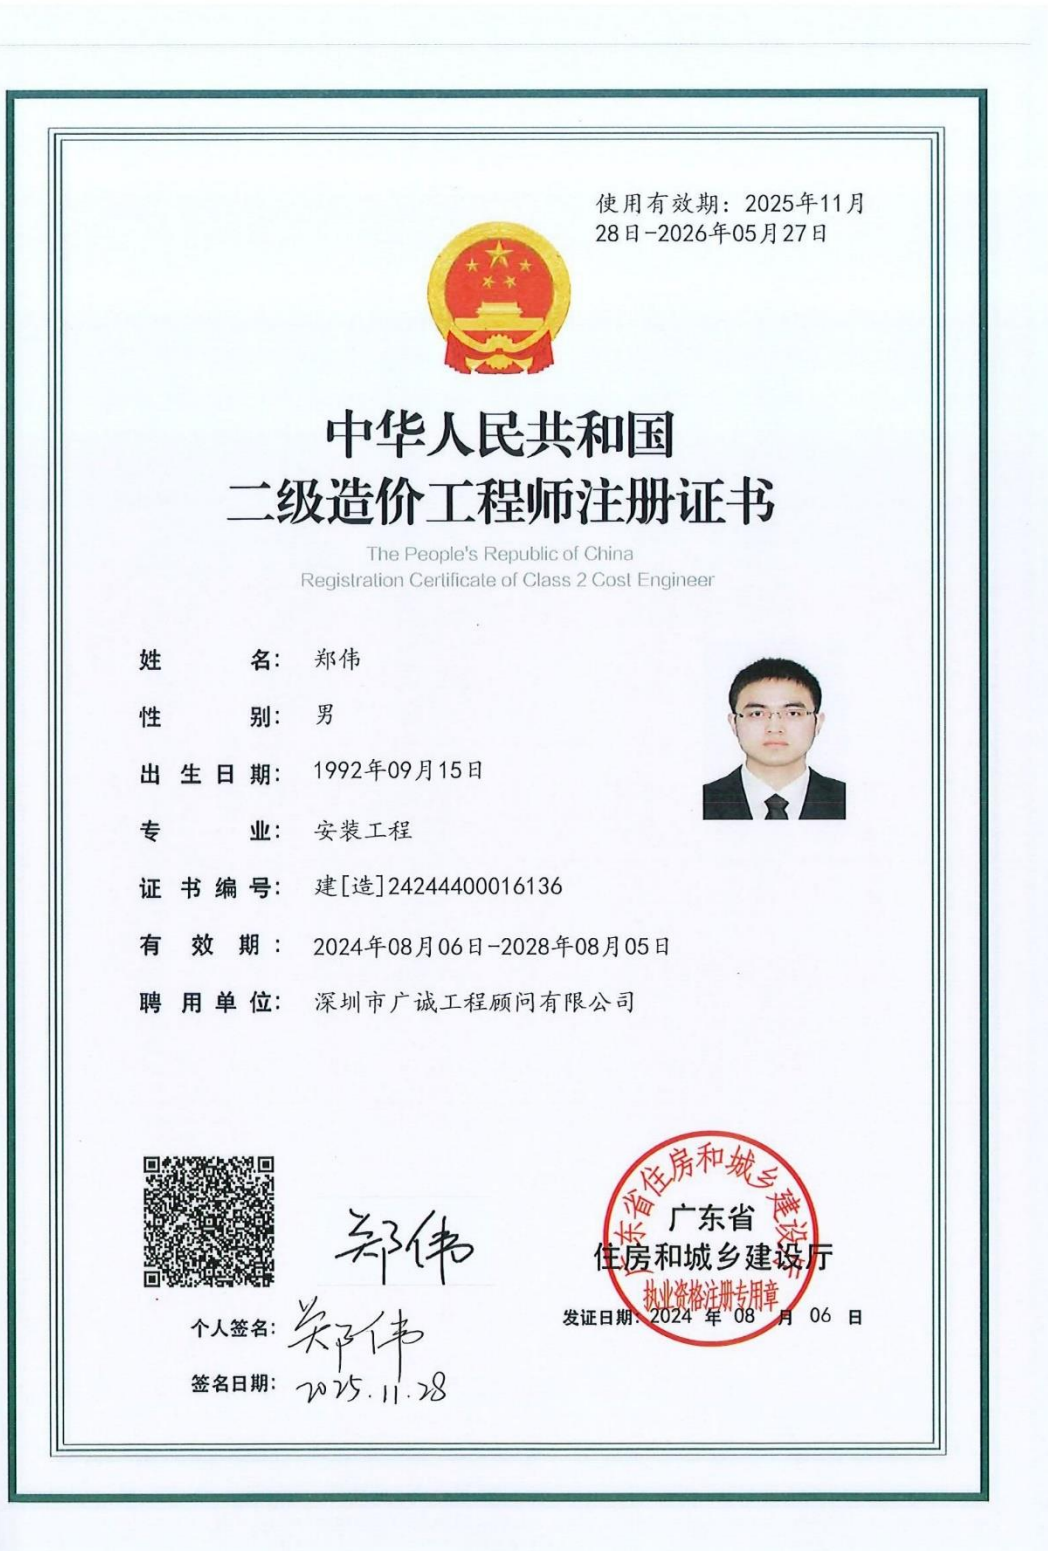 使用有效期：2025年11月
28日-2026年05月27日
中华人民共和国
二级造价工程师注册证书
The People's Republic of China
Registration Certificate of Class 2 Cost Engineer
姓名：郑伟
性别：男
出生日期：1992年09月15日
专业：安装工程
证书编号：建[造]24244400016136
有效期：2024年08月06日-2028年08月05日
聘用单位：深圳市广诚工程顾问有限公司
郑伟
个人签名：郑伟
签名日期：2025.11.28
广东省住房和城乡建设厅
广东省
住房和城乡建设厅
执业资格注册专用章
发证日期：2024年08月06日